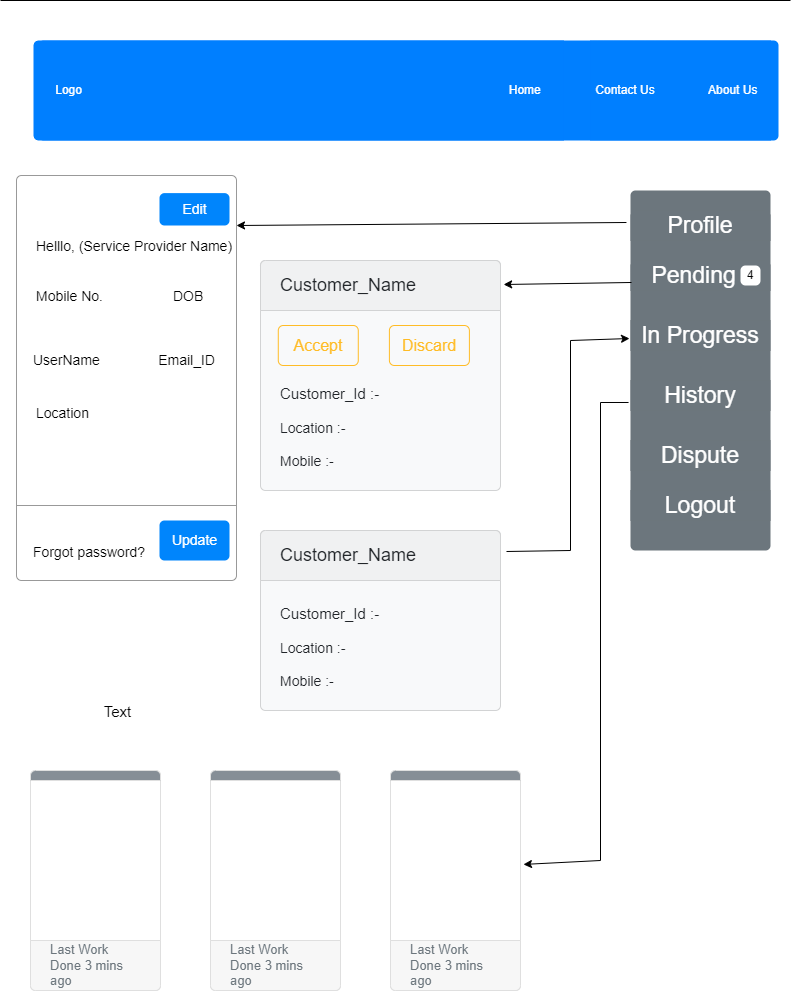 Logo
Home
Contact Us
About Us
Edit
Helllo, (Service Provider Name)
Mobile No.
DOB
UserName
Email_ID
Location
Forgot password?
Update
Customer_Name
Accept
Discard
Customer_Id :-
Location :-
Mobile :-
Customer_Name
Customer_Id :-
Location :-
Mobile :-
Profile
Pending 4
In Progress
History
Dispute
Logout
Text
Last Work
Done 3 mins
ago
Last Work
Done 3 mins
ago
Last Work
Done 3 mins
ago